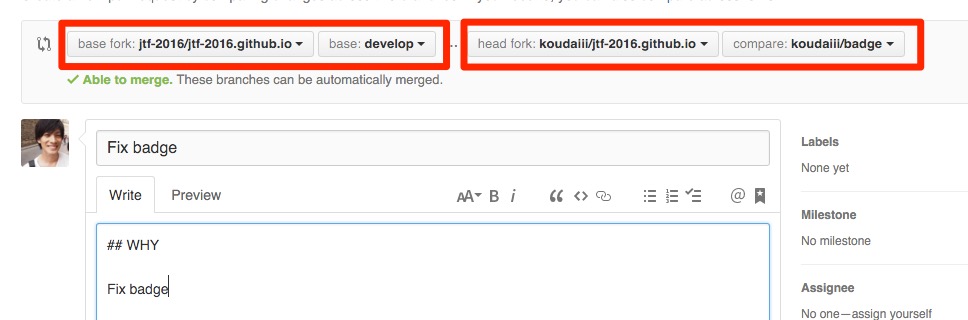 base fork: jtf-2016/jtf-2016.github.io base: develop ... head fork: koudaiii/jtf-2016.github.io compare: koudaiii/badge
Able to merge. These branches can be automatically merged.
Fix badge
Labels
None yet
Write Preview AA B i @
Milestone
No milestone
## WHY
Fix badge
Assignee
No one—assign yourself